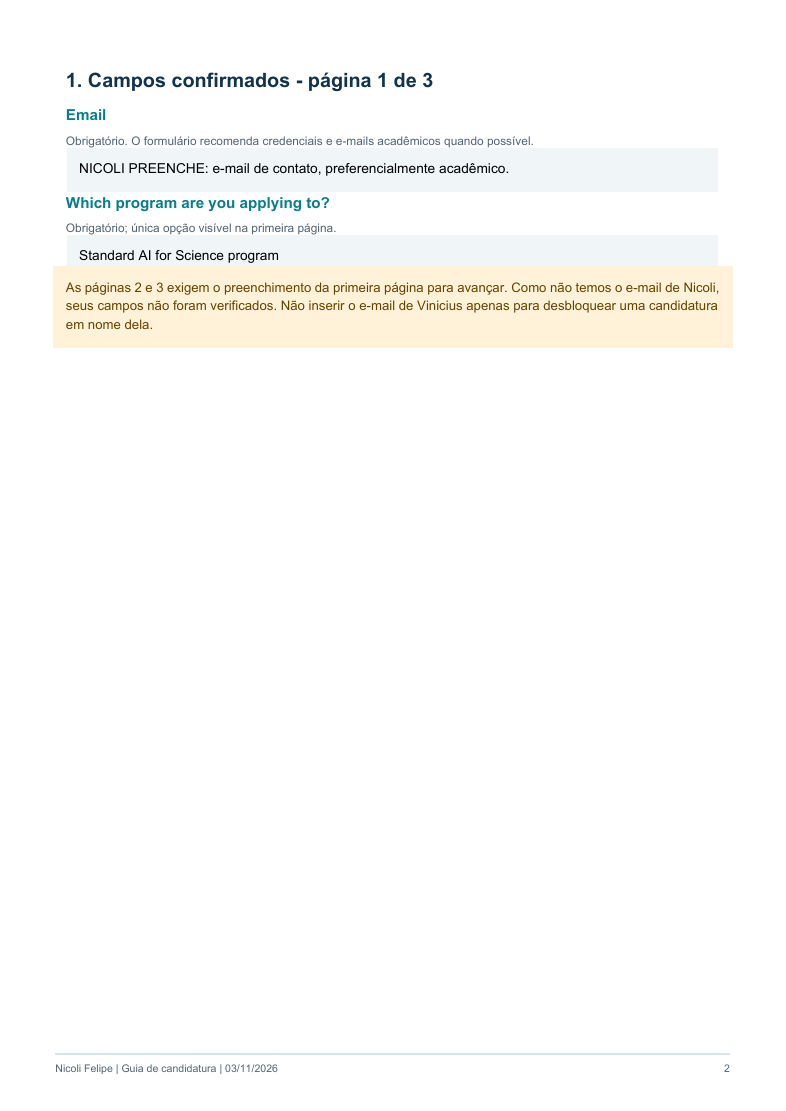 1. Campos confirmados - página 1 de 3
Email
Obrigatório. O formulário recomenda credenciais e e-mails acadêmicos quando possível.
NICOLI PREENCHE: e-mail de contato, preferencialmente acadêmico.
Which program are you applying to?
Obrigatório; única opção visível na primeira página.
Standard AI for Science program
As páginas 2 e 3 exigem o preenchimento da primeira página para avançar. Como não temos o e-mail de Nicoli,
seus campos não foram verificados. Não inserir o e-mail de Vinicius apenas para desbloquear uma candidatura
em nome dela.
Nicoli Felipe | Guia de candidatura | 03/11/2026
2